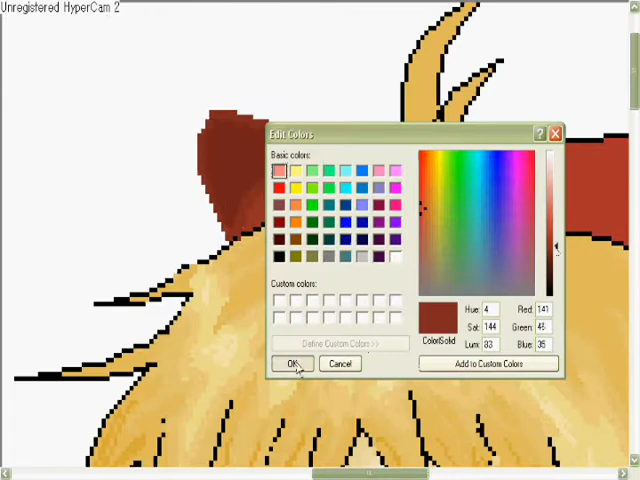 Unregistered HyperCam 2
Edit Colors
Basic colors:
Custom colors:
Define Custom Colors >>
OK
Cancel
Hue: 4
Red: 141
Sat: 144
Green: 46
Color|Solid
Lum: 83
Blue: 35
Add to Custom Colors